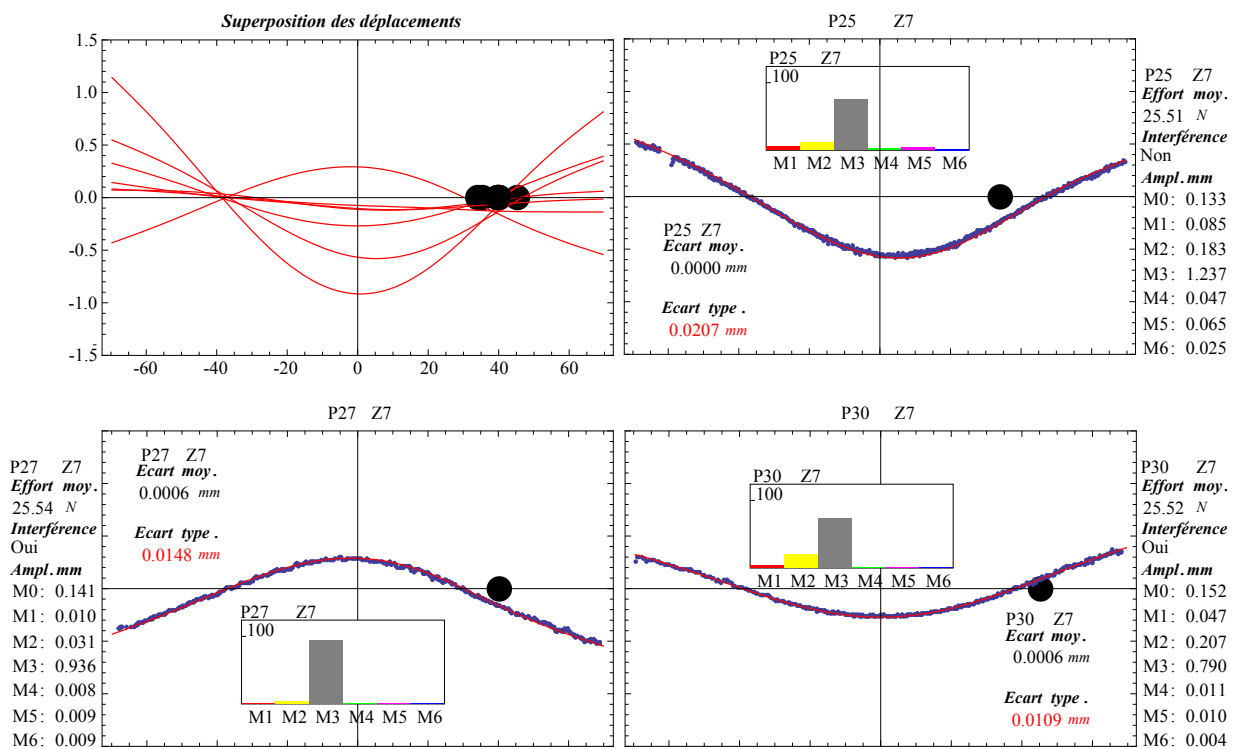 Superposition des déplacements
1.5
1.0
0.5
0.0
-0.5
-1.0
-1.5
-60 -40 -20 0 20 40 60
P25 Z7
P25 Z7
100
M1 M2 M3 M4 M5 M6
P25 Z7
Ecart moy.
0.0000 mm
Ecart type.
0.0207 mm
P25 Z7
Effort moy.
25.51 N
Interférence
Non
Ampl.mm
M0: 0.133
M1: 0.085
M2: 0.183
M3: 1.237
M4: 0.047
M5: 0.065
M6: 0.025
P27 Z7
P27 Z7
Effort moy.
25.54 N
Interférence
Oui
Ampl.mm
M0: 0.141
M1: 0.010
M2: 0.031
M3: 0.936
M4: 0.008
M5: 0.009
M6: 0.009
P27 Z7
Ecart moy.
0.0006 mm
Ecart type.
0.0148 mm
P27 Z7
100
M1 M2 M3 M4 M5 M6
P30 Z7
P30 Z7
100
M1 M2 M3 M4 M5 M6
P30 Z7
Ecart moy.
0.0006 mm
Ecart type.
0.0109 mm
P30 Z7
Effort moy.
25.52 N
Interférence
Oui
Ampl.mm
M0: 0.152
M1: 0.047
M2: 0.207
M3: 0.790
M4: 0.011
M5: 0.010
M6: 0.004